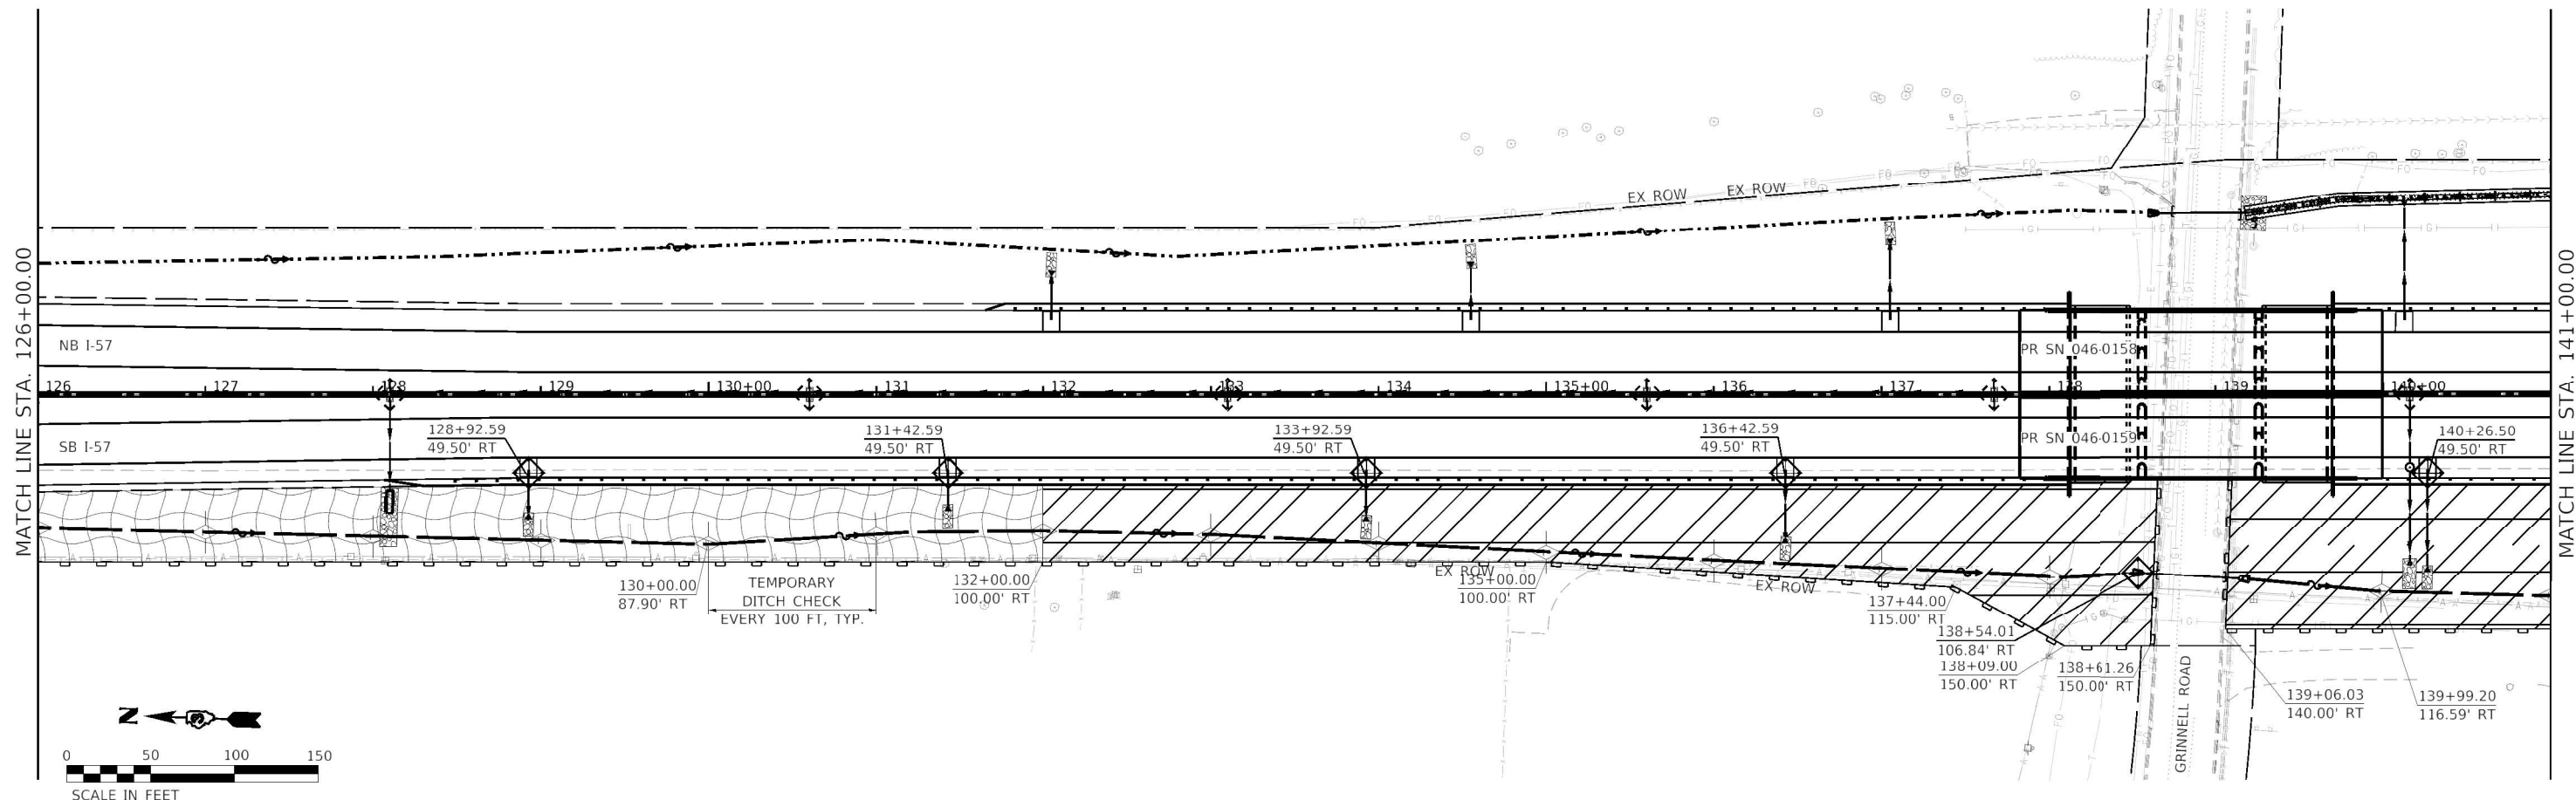 MATCH LINE STA. 126+00.00
EX ROW
EX ROW
NB I-57
PR SN 046-0158
126
127
128
129
130+00
131
132
133
134
135+00
136
137
138
139
140+00
SB I-57
PR SN 046-0159
128+92.59
49.50' RT
131+42.59
49.50' RT
133+92.59
49.50' RT
136+42.59
49.50' RT
140+26.50
49.50' RT
130+00.00
87.90' RT
TEMPORARY
DITCH CHECK
EVERY 100 FT, TYP.
132+00.00
100.00' RT
EX ROW
135+00.00
100.00' RT
EX ROW
137+44.00
115.00' RT
138+54.01
106.84' RT
138+09.00
150.00' RT
138+61.26
150.00' RT
GRINNELL ROAD
139+06.03
140.00' RT
139+99.20
116.59' RT
MATCH LINE STA. 141+00.00
N
0 50 100 150
SCALE IN FEET